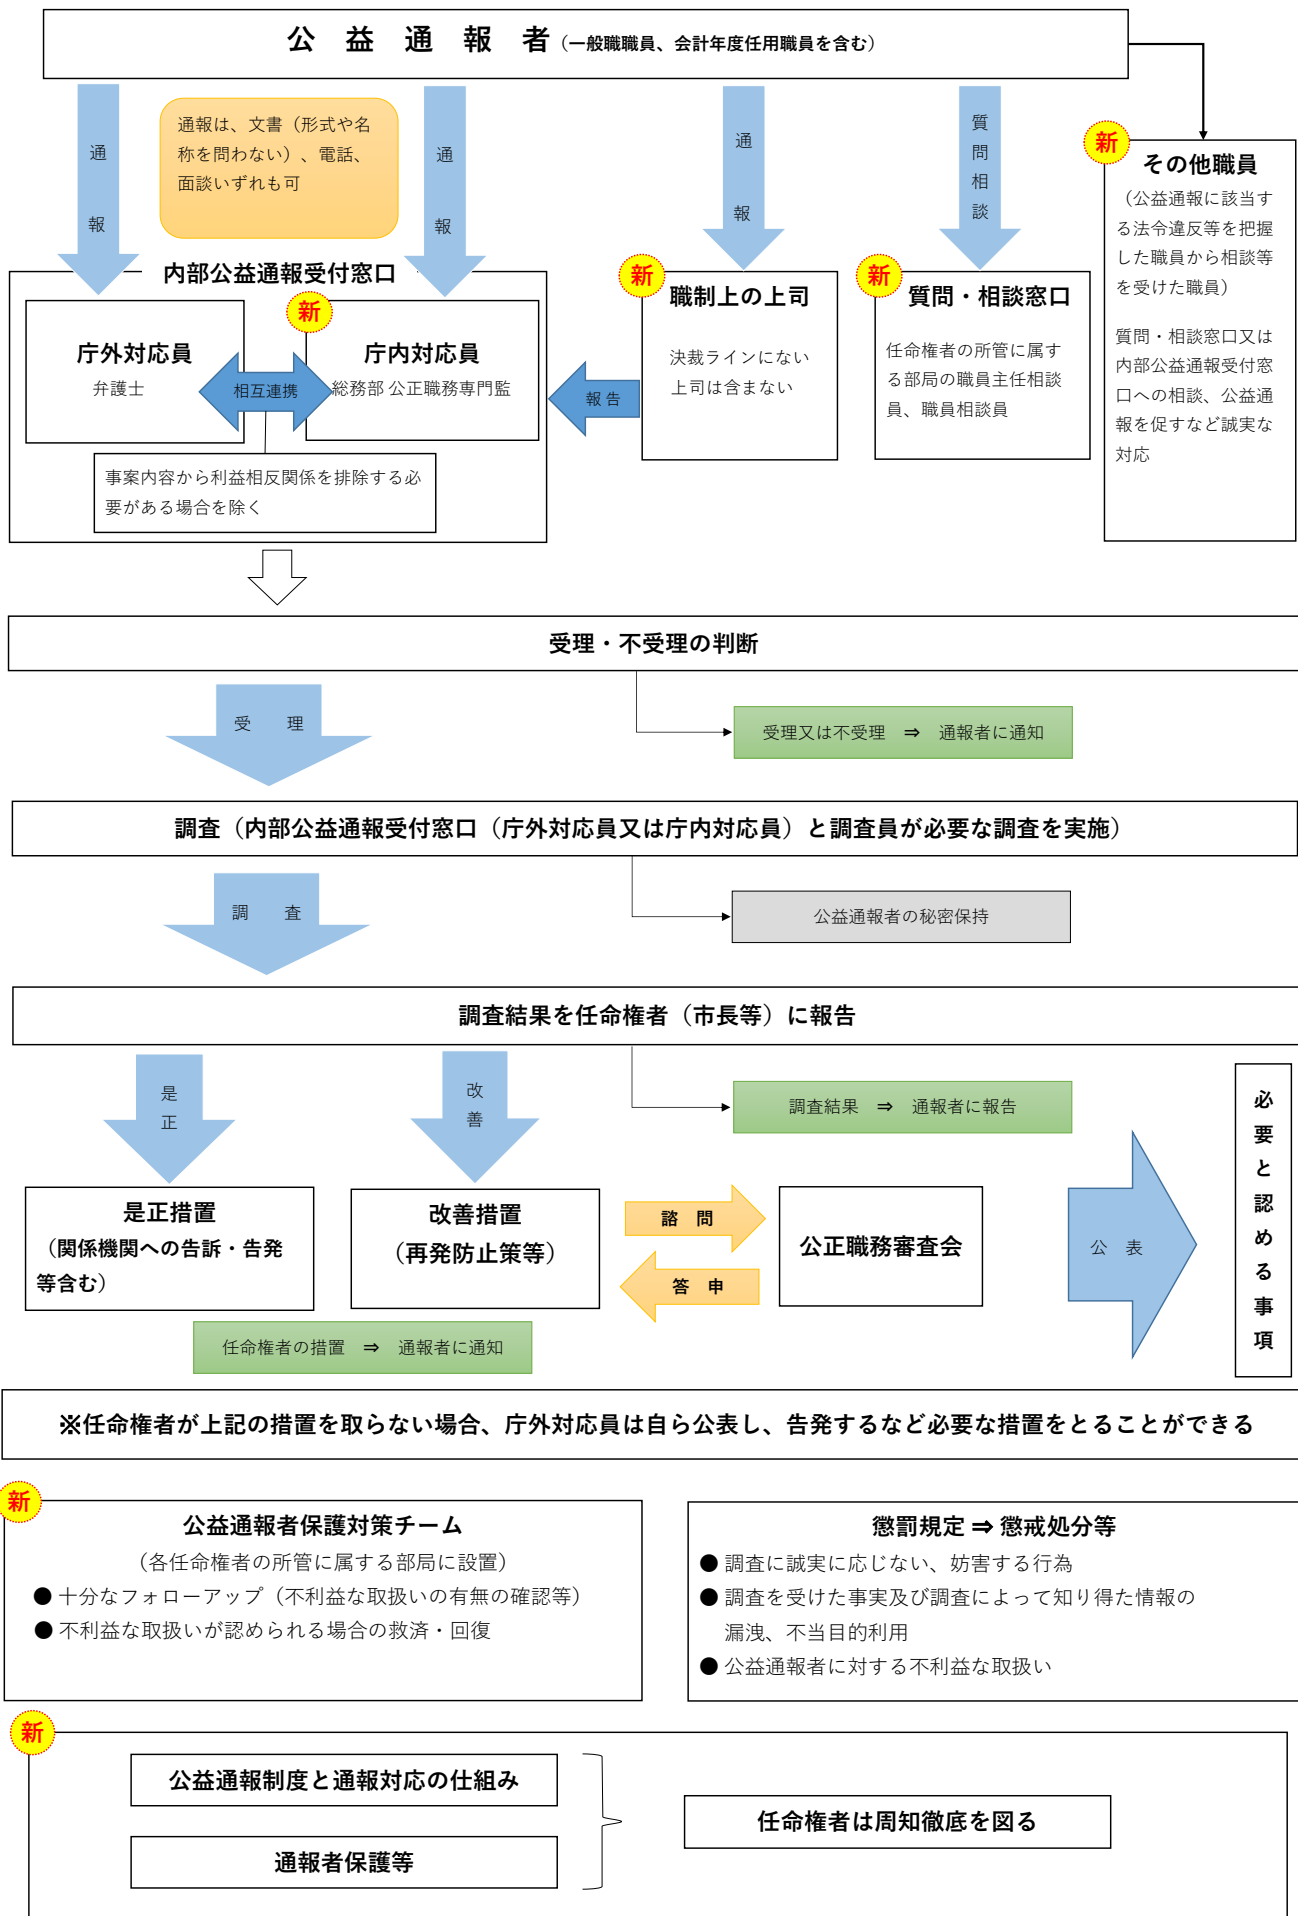 公　益　通　報　者（一般職職員、会計年度任用職員を含む）
通報
通報は、文書（形式や名
称を問わない）、電話、
面談いずれも可
通報
通報
質問相談
新
その他職員
（公益通報に該当す
る法令違反等を把握
した職員から相談等
を受けた職員）
質問・相談窓口又は
内部公益通報受付窓
口への相談、公益通
報を促すなど誠実な
対応
内部公益通報受付窓口
庁外対応員
弁護士
相互連携
新
庁内対応員
総務部 公正職務専門監
事案内容から利益相反関係を排除する必
要がある場合を除く
報 告
新
職制上の上司
決裁ラインにない
上司は含まない
新
質問・相談窓口
任命権者の所管に属す
る部局の職員主任相談
員、職員相談員
受理・不受理の判断
受　理
受理又は不受理　⇒　通報者に通知
調査（内部公益通報受付窓口（庁外対応員又は庁内対応員）と調査員が必要な調査を実施）
調　査
公益通報者の秘密保持
調査結果を任命権者（市長等）に報告
是正
改善
調査結果　⇒　通報者に報告
是正措置
（関係機関への告訴・告発
等含む）
改善措置
（再発防止策等）
諮　問
答　申
公正職務審査会
公　表
必要と認める事項
任命権者の措置　⇒　通報者に通知
※任命権者が上記の措置を取らない場合、庁外対応員は自ら公表し、告発するなど必要な措置をとることができる
新
公益通報者保護対策チーム
（各任命権者の所管に属する部局に設置）
● 十分なフォローアップ（不利益な取扱いの有無の確認等）
● 不利益な取扱いが認められる場合の救済・回復
懲罰規定 ⇒ 懲戒処分等
● 調査に誠実に応じない、妨害する行為
● 調査を受けた事実及び調査によって知り得た情報の
漏洩、不当目的利用
● 公益通報者に対する不利益な取扱い
新
公益通報制度と通報対応の仕組み
通報者保護等
任命権者は周知徹底を図る